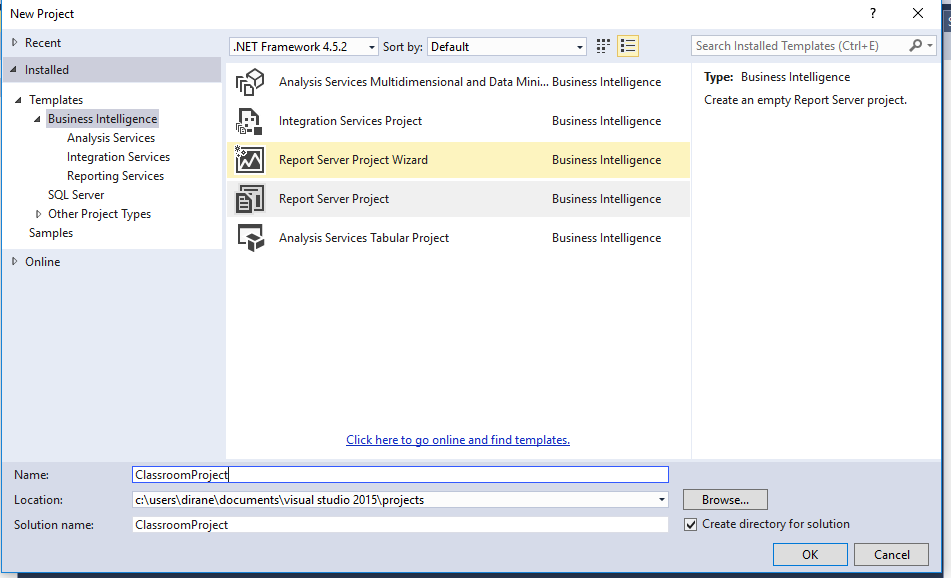 New Project
?
Recent
.NET Framework 4.5.2
Sort by:
Default
Search Installed Templates (Ctrl+E)
Installed
Templates
Business Intelligence
Analysis Services
Integration Services
Reporting Services
SQL Server
Other Project Types
Samples
Online
Analysis Services Multidimensional and Data Mini... Business Intelligence
Integration Services Project Business Intelligence
Report Server Project Wizard Business Intelligence
Report Server Project Business Intelligence
Analysis Services Tabular Project Business Intelligence
Click here to go online and find templates.
Type: Business Intelligence
Create an empty Report Server project.
Name: ClassroomProject
Location: c:\users\dirane\documents\visual studio 2015\projects Browse...
Solution name: ClassroomProject Create directory for solution
OK Cancel